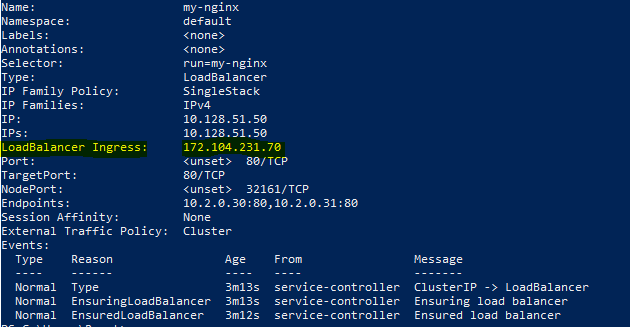 Name: my-nginx
Namespace: default
Labels: <none>
Annotations: <none>
Selector: run=my-nginx
Type: LoadBalancer
IP Family Policy: SingleStack
IP Families: IPv4
IP: 10.128.51.50
IPs: 10.128.51.50
LoadBalancer Ingress: 172.104.231.70
Port: <unset> 80/TCP
TargetPort: 80/TCP
NodePort: <unset> 32161/TCP
Endpoints: 10.2.0.30:80,10.2.0.31:80
Session Affinity: None
External Traffic Policy: Cluster
Events:
Type Reason Age From Message
---- ------ ---- ---- -------
Normal Type 3m13s service-controller ClusterIP -> LoadBalancer
Normal EnsuringLoadBalancer 3m13s service-controller Ensuring load balancer
Normal EnsuredLoadBalancer 3m12s service-controller Ensured load balancer